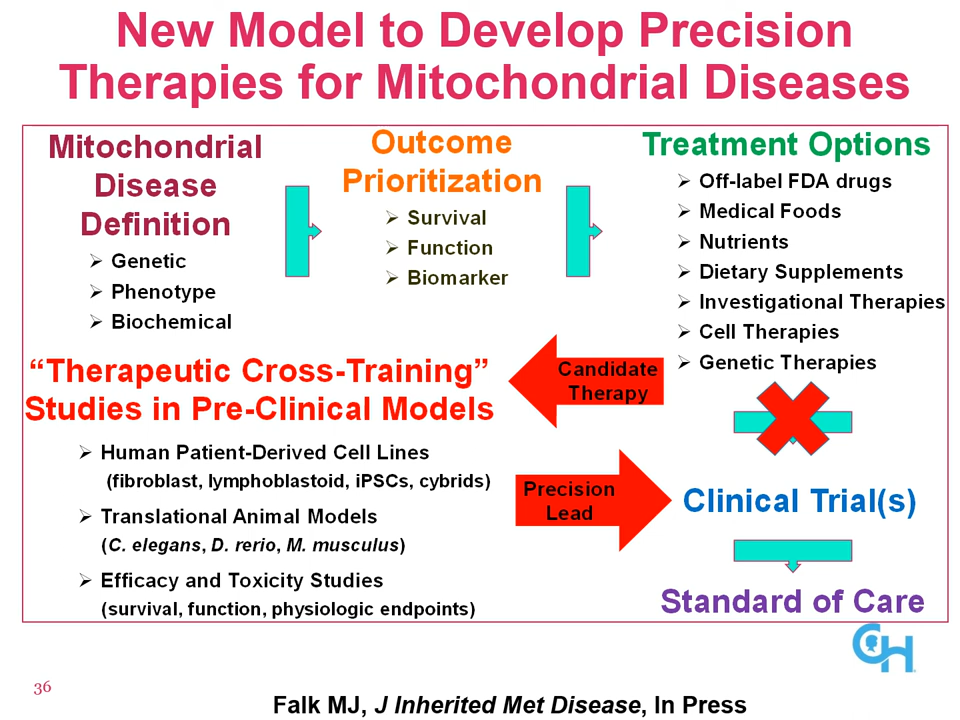 New Model to Develop Precision
Therapies for Mitochondrial Diseases
Mitochondrial
Disease
Definition
➢ Genetic
➢ Phenotype
➢ Biochemical
Outcome
Prioritization
➢ Survival
➢ Function
➢ Biomarker
Treatment Options
➢ Off-label FDA drugs
➢ Medical Foods
➢ Nutrients
➢ Dietary Supplements
➢ Investigational Therapies
➢ Cell Therapies
➢ Genetic Therapies
Candidate
Therapy
“Therapeutic Cross-Training”
Studies in Pre-Clinical Models
➢ Human Patient-Derived Cell Lines
(fibroblast, lymphoblastoid, iPSCs, cybrids)
➢ Translational Animal Models
(C. elegans, D. rerio, M. musculus)
➢ Efficacy and Toxicity Studies
(survival, function, physiologic endpoints)
Precision
Lead
Clinical Trial(s)
Standard of Care
CH
36
Falk MJ, J Inherited Met Disease, In Press